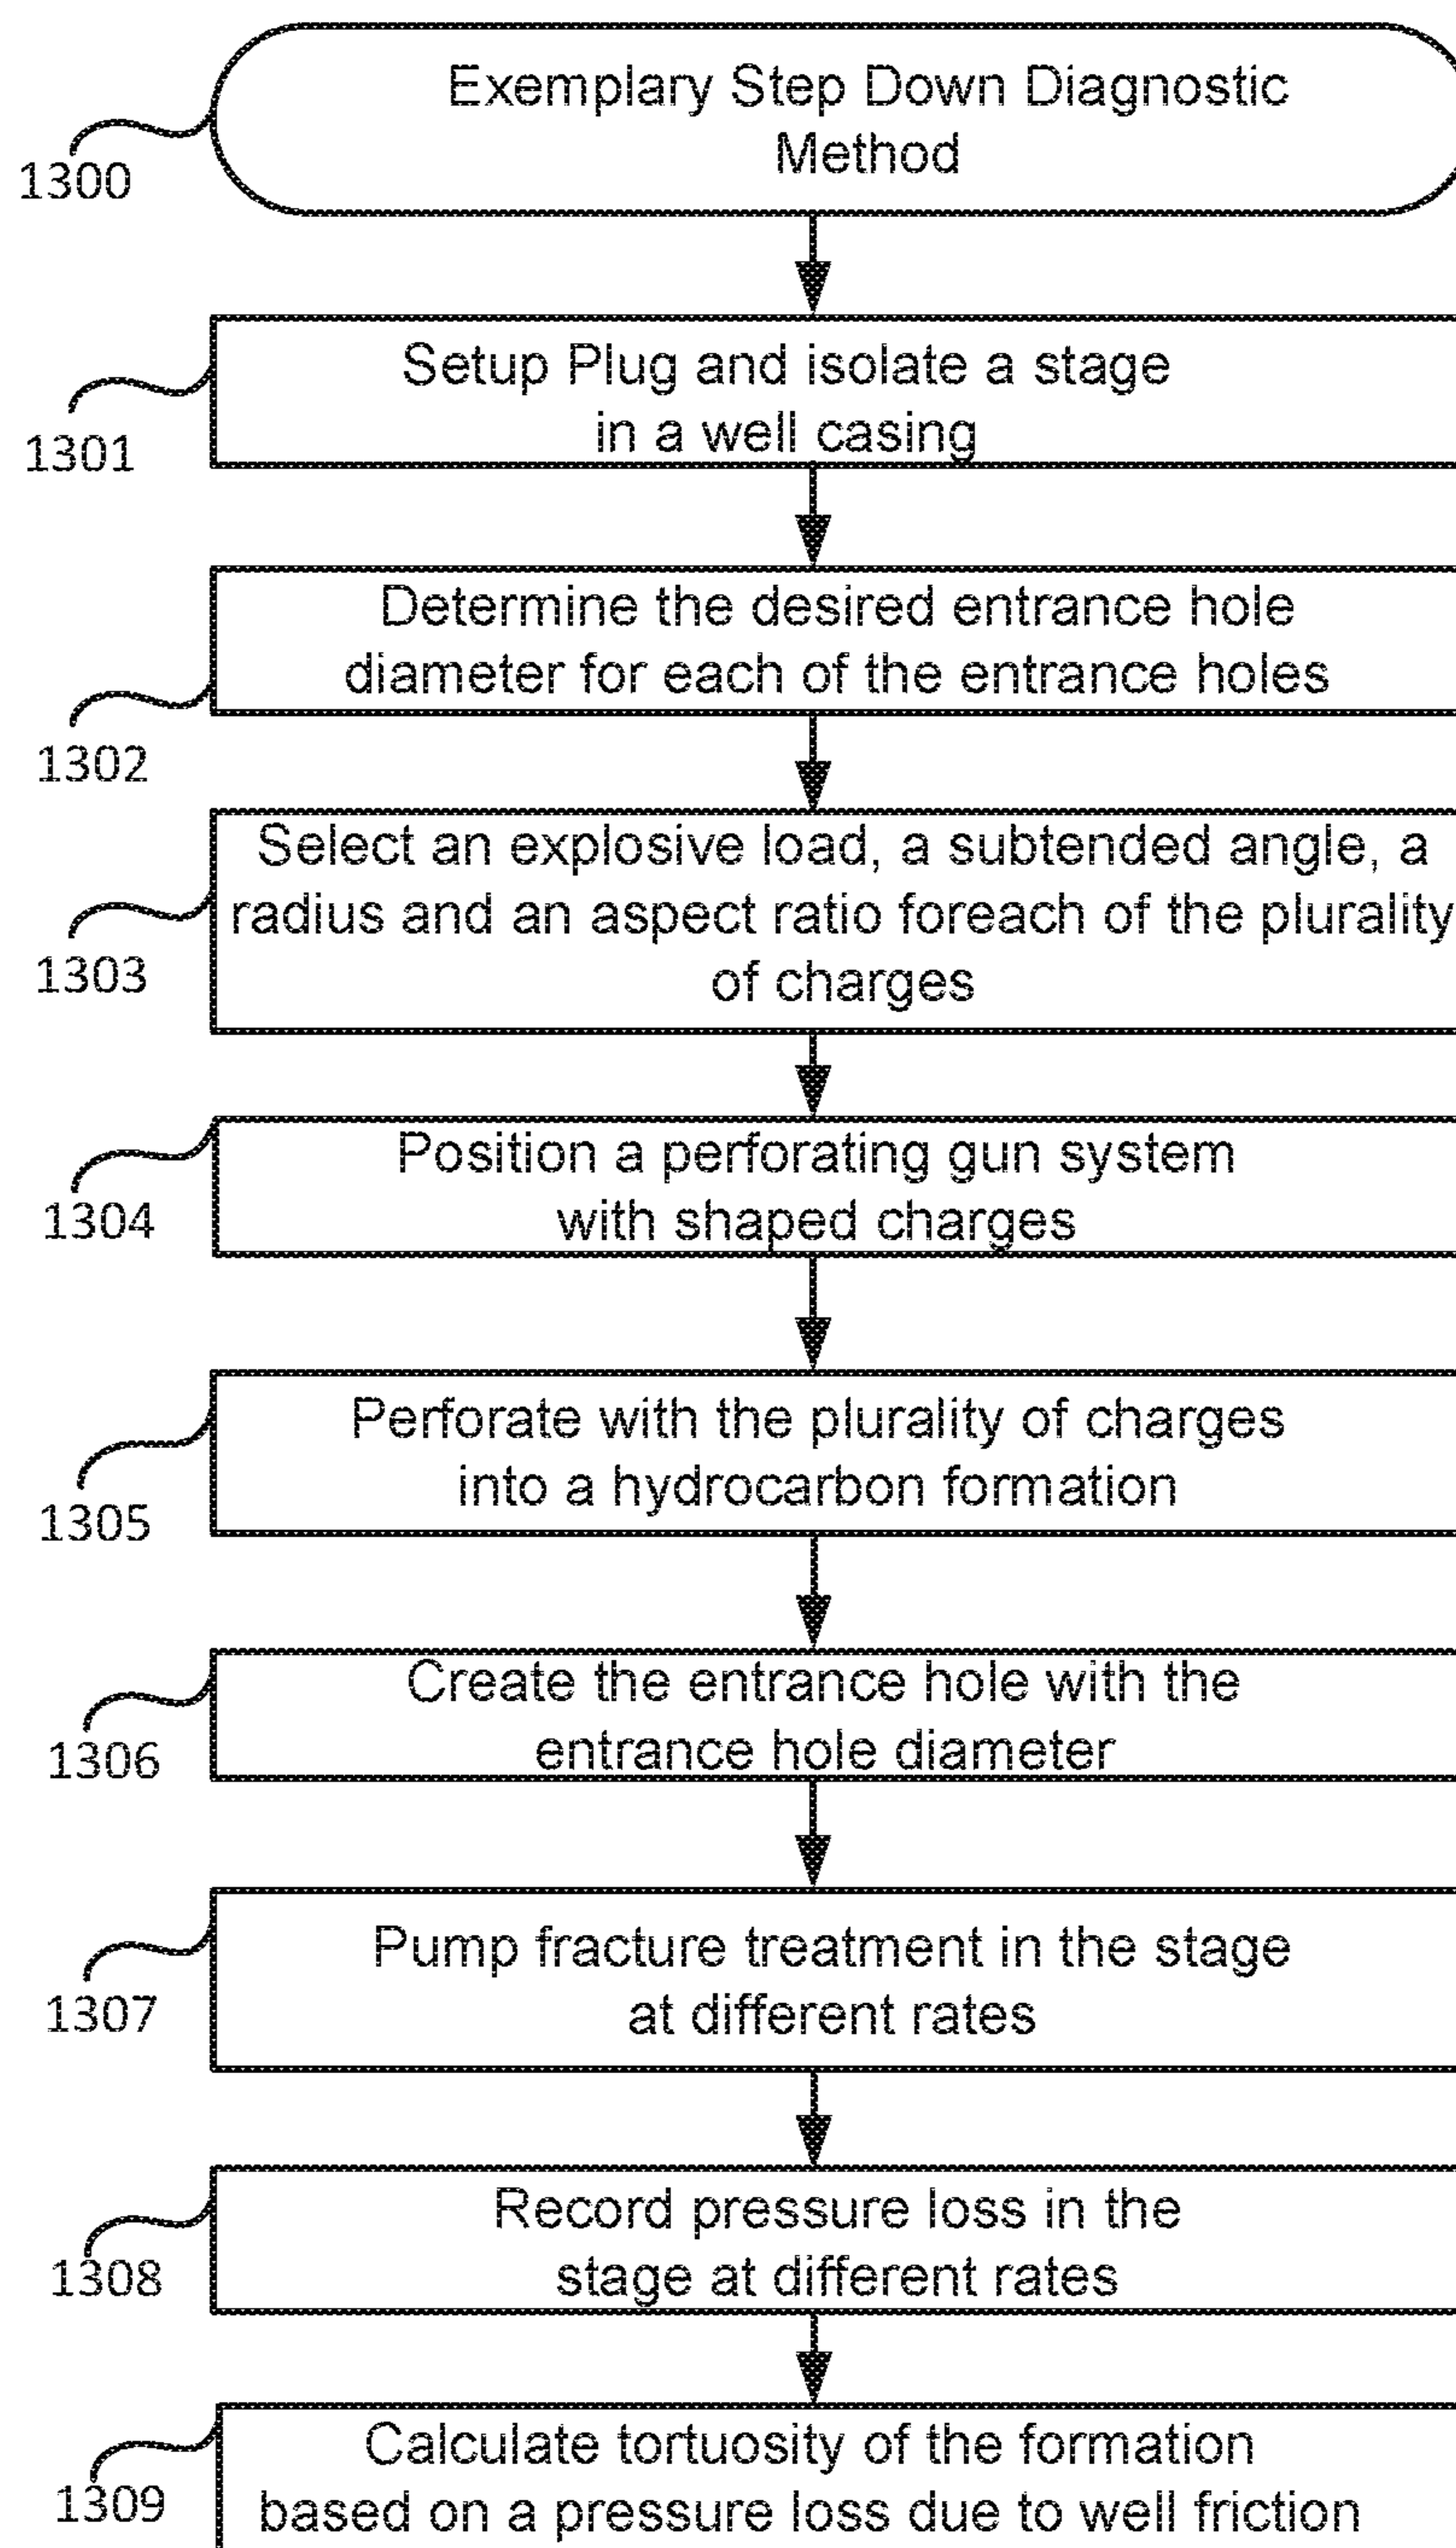 Exemplary Step Down Diagnostic
Method
1300
Setup Plug and isolate a stage
in a well casing
1301
Determine the desired entrance hole
diameter for each of the entrance holes
1302
Select an explosive load, a subtended angle, a
radius and an aspect ratio foreach of the plurality
of charges
1303
Position a perforating gun system
with shaped charges
1304
Perforate with the plurality of charges
into a hydrocarbon formation
1305
Create the entrance hole with the
entrance hole diameter
1306
Pump fracture treatment in the stage
at different rates
1307
Record pressure loss in the
stage at different rates
1308
Calculate tortuosity of the formation
based on a pressure loss due to well friction
1309